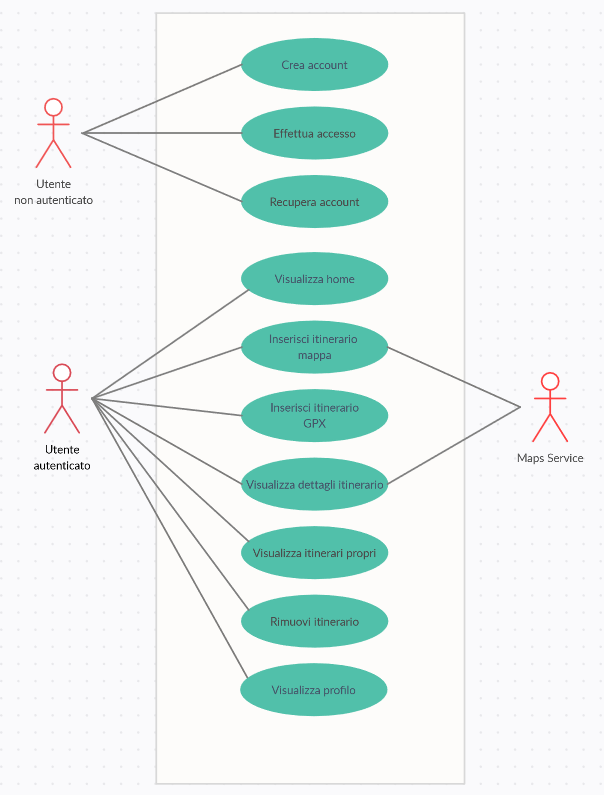 Crea account
Effettua accesso
Recupera account
Utente
non autenticato
Visualizza home
Inserisci itinerario
mappa
Inserisci itinerario
GPX
Visualizza dettagli itinerario
Visualizza itinerari propri
Rimuovi itinerario
Visualizza profilo
Utente
autenticato
Maps Service